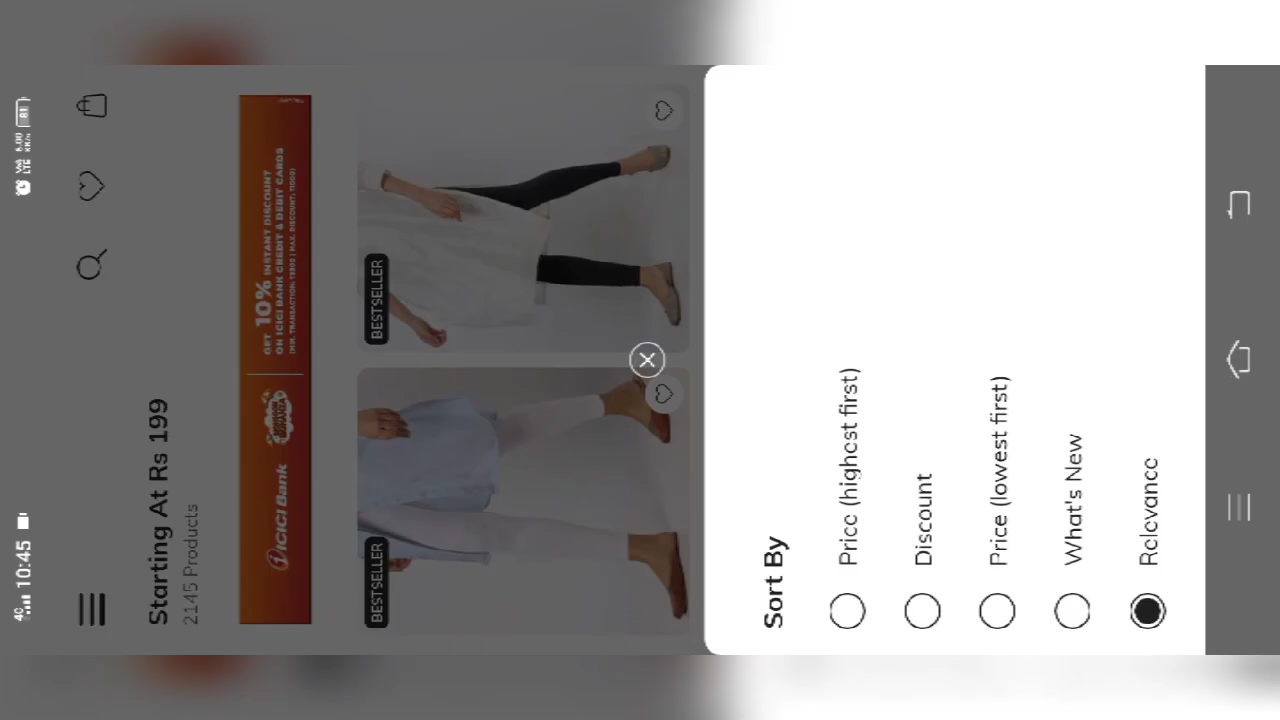 4G 10:45
Starting At Rs 199
2145 Products
ICICI Bank
GET 10% INSTANT DISCOUNT
ON ICICI BANK CREDIT & DEBIT CARDS
BESTSELLER
BESTSELLER
Sort By
Price (highest first)
Discount
Price (lowest first)
What's New
Relevance